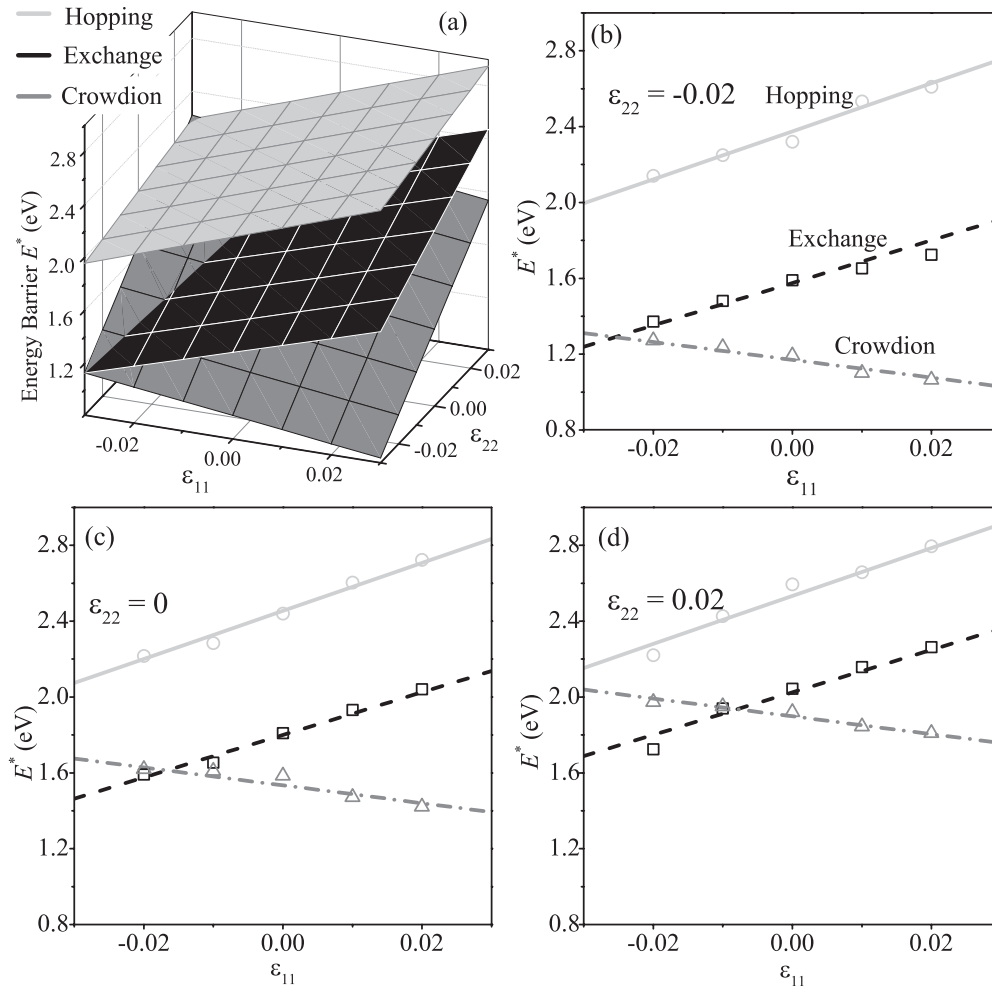 Hopping
Exchange
Crowdion
(a)
Energy Barrier E* (eV)
2.8
2.4
2.0
1.6
1.2
-0.02
0.00
0.02
ε11
0.02
0.00
-0.02
ε22
(b)
ε22 = -0.02
Hopping
Exchange
Crowdion
E* (eV)
2.8
2.4
2.0
1.6
1.2
0.8
-0.02
0.00
0.02
ε11
(c)
ε22 = 0
E* (eV)
2.8
2.4
2.0
1.6
1.2
0.8
-0.02
0.00
0.02
ε11
(d)
ε22 = 0.02
E* (eV)
2.8
2.4
2.0
1.6
1.2
0.8
-0.02
0.00
0.02
ε11